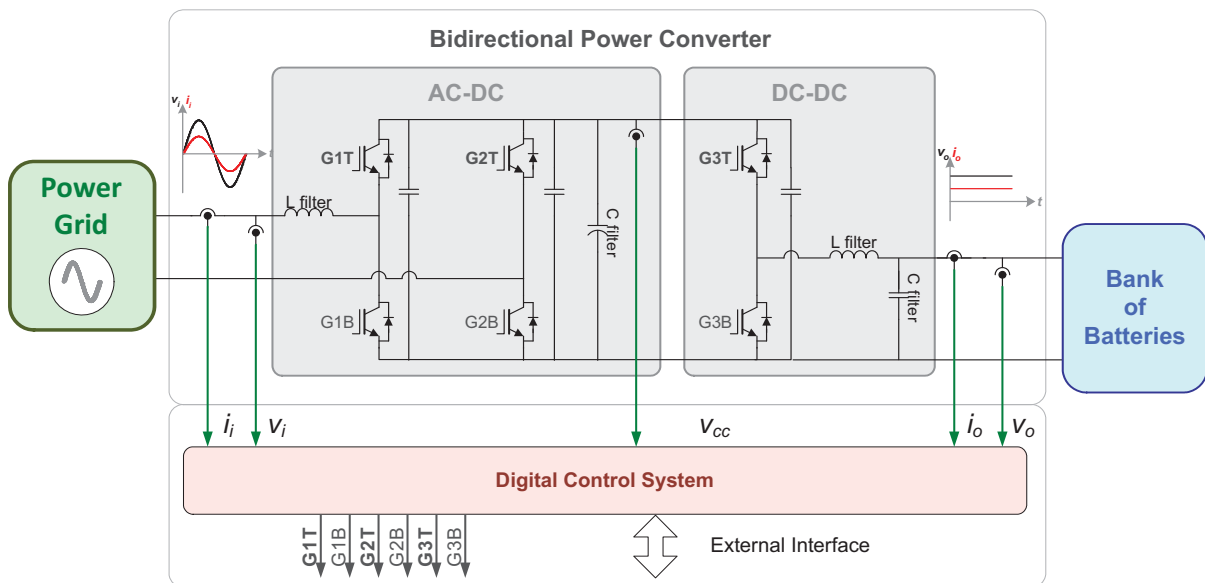 Bidirectional Power Converter
AC-DC
DC-DC
v_i i_i
t
G1T
G2T
G3T
v_o i_o
t
Power
Grid
L filter
C filter
L filter
C filter
G1B
G2B
G3B
Bank
of
Batteries
i_i
v_i
v_cc
i_o
v_o
Digital Control System
G1T
G1B
G2T
G2B
G3T
G3B
External Interface